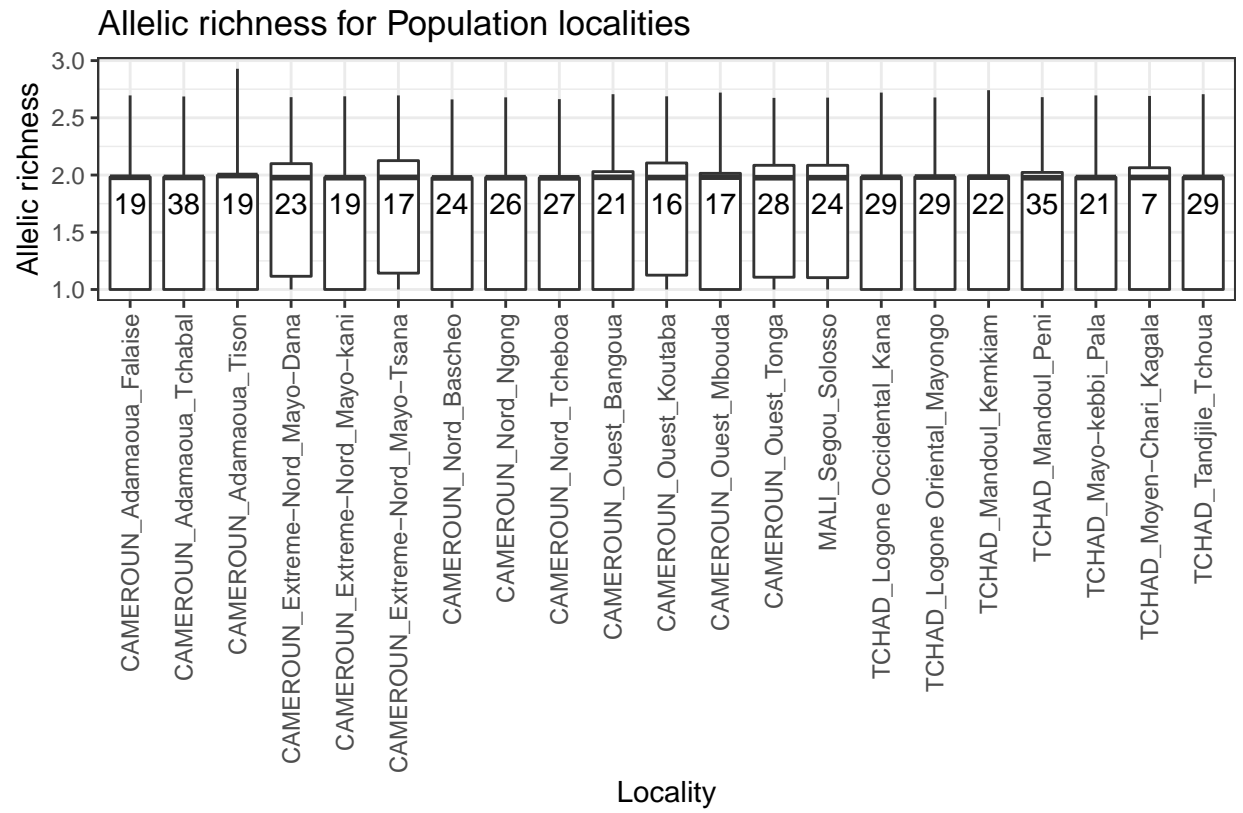 Allelic richness for Population localities
Allelic richness
3.0
2.5
2.0
1.5
1.0
19 38 19 23 19 17 24 26 27 21 16 17 28 24 29 29 22 35 21 7 29
CAMEROUN_Adamaoua_Falaise
CAMEROUN_Adamaoua_Tchabal
CAMEROUN_Adamaoua_Tison
CAMEROUN_Extreme−Nord_Mayo−Dana
CAMEROUN_Extreme−Nord_Mayo−kani
CAMEROUN_Extreme−Nord_Mayo−Tsana
CAMEROUN_Nord_Bascheo
CAMEROUN_Nord_Ngong
CAMEROUN_Nord_Tcheboa
CAMEROUN_Ouest_Bangoua
CAMEROUN_Ouest_Koutaba
CAMEROUN_Ouest_Mbouda
CAMEROUN_Ouest_Tonga
MALI_Segou_Solosso
TCHAD_Logone Occidental_Kana
TCHAD_Logone Oriental_Mayongo
TCHAD_Mandoul_Kemkiam
TCHAD_Mandoul_Peni
TCHAD_Mayo−kebbi_Pala
TCHAD_Moyen−Chari_Kagala
TCHAD_Tandjile_Tchoua
Locality